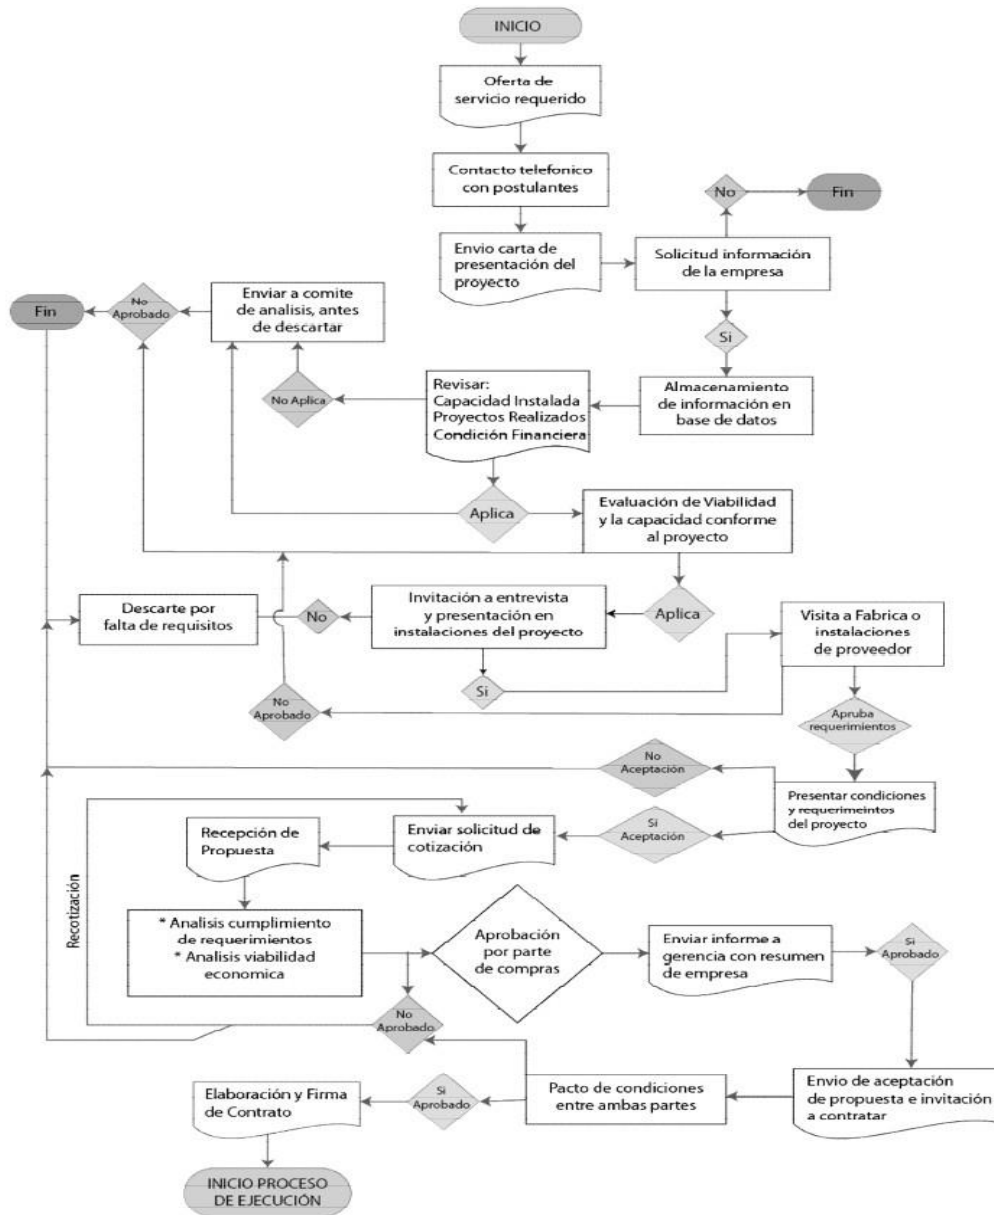 INICIO
Oferta de
servicio requerido
Contacto telefonico
con postulantes
No
Fin
Envio carta de
presentación del
proyecto
Solicitud información
de la empresa
Fin
No
Aprobado
Enviar a comite
de analisis, antes
de descartar
Si
No Aplica
Revisar:
Capacidad Instalada
Proyectos Realizados
Condición Financiera
Almacenamiento
de información en
base de datos
Aplica
Evaluación de Viabilidad
y la capacidad conforme
al proyecto
Descarte por
falta de requisitos
No
Invitación a entrevista
y presentación en
instalaciones del proyecto
Aplica
Visita a Fabrica o
instalaciones
de proveedor
Si
No
Aprobado
Apruba
requerimientos
No
Aceptación
Presentar condiciones
y requerimeintos
del proyecto
Recepción de
Propuesta
Enviar solicitud de
cotización
Si
Aceptación
Recotización
* Analisis cumplimiento
de requerimientos
* Analisis viabilidad
economica
Aprobación
por parte
de compras
Enviar informe a
gerencia con resumen
de empresa
Si
Aprobado
No
Aprobado
Elaboración y Firma
de Contrato
Si
Aprobado
Pacto de condiciones
entre ambas partes
Envio de aceptación
de propuesta e invitación
a contratar
INICIO PROCESO
DE EJECUCIÓN